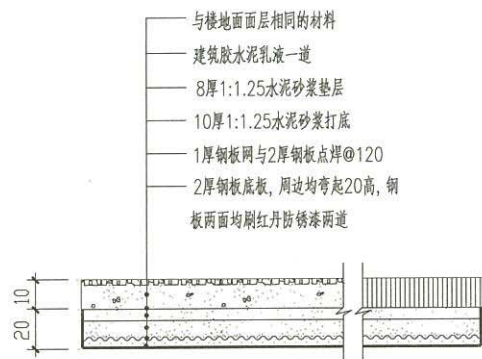 与楼地面面层相同的材料
建筑胶水泥乳液一道
8厚1:1.25水泥砂浆垫层
10厚1:1.25水泥砂浆打底
1厚钢板网与2厚钢板点焊@120
2厚钢板底板, 周边均弯起20高, 钢
板两面均刷红丹防锈漆两道
10
20